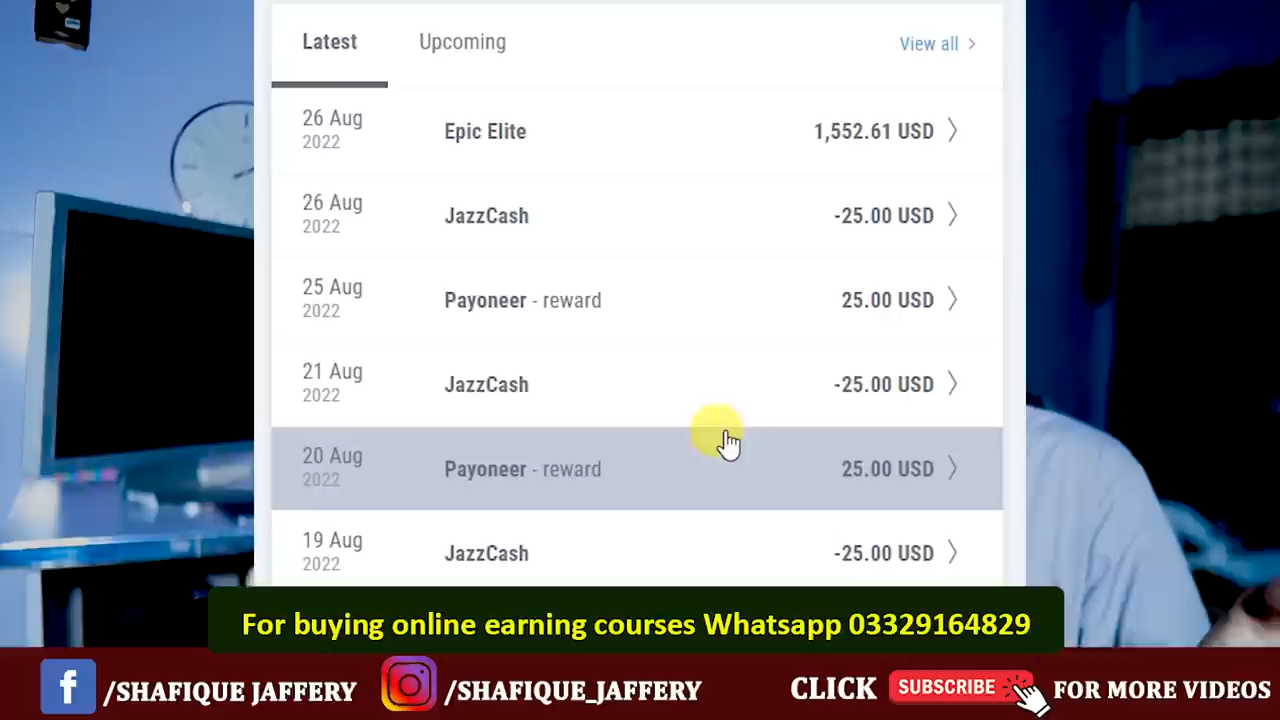 Latest Upcoming View all >
26 Aug
2022
Epic Elite 1,552.61 USD
26 Aug
2022
JazzCash -25.00 USD
25 Aug
2022
Payoneer - reward 25.00 USD
21 Aug
2022
JazzCash -25.00 USD
20 Aug
2022
Payoneer - reward 25.00 USD
19 Aug
2022
JazzCash -25.00 USD
For buying online earning courses Whatsapp 03329164829
f /SHAFIQUE JAFFERY /SHAFIQUE_JAFFERY CLICK SUBSCRIBE FOR MORE VIDEOS